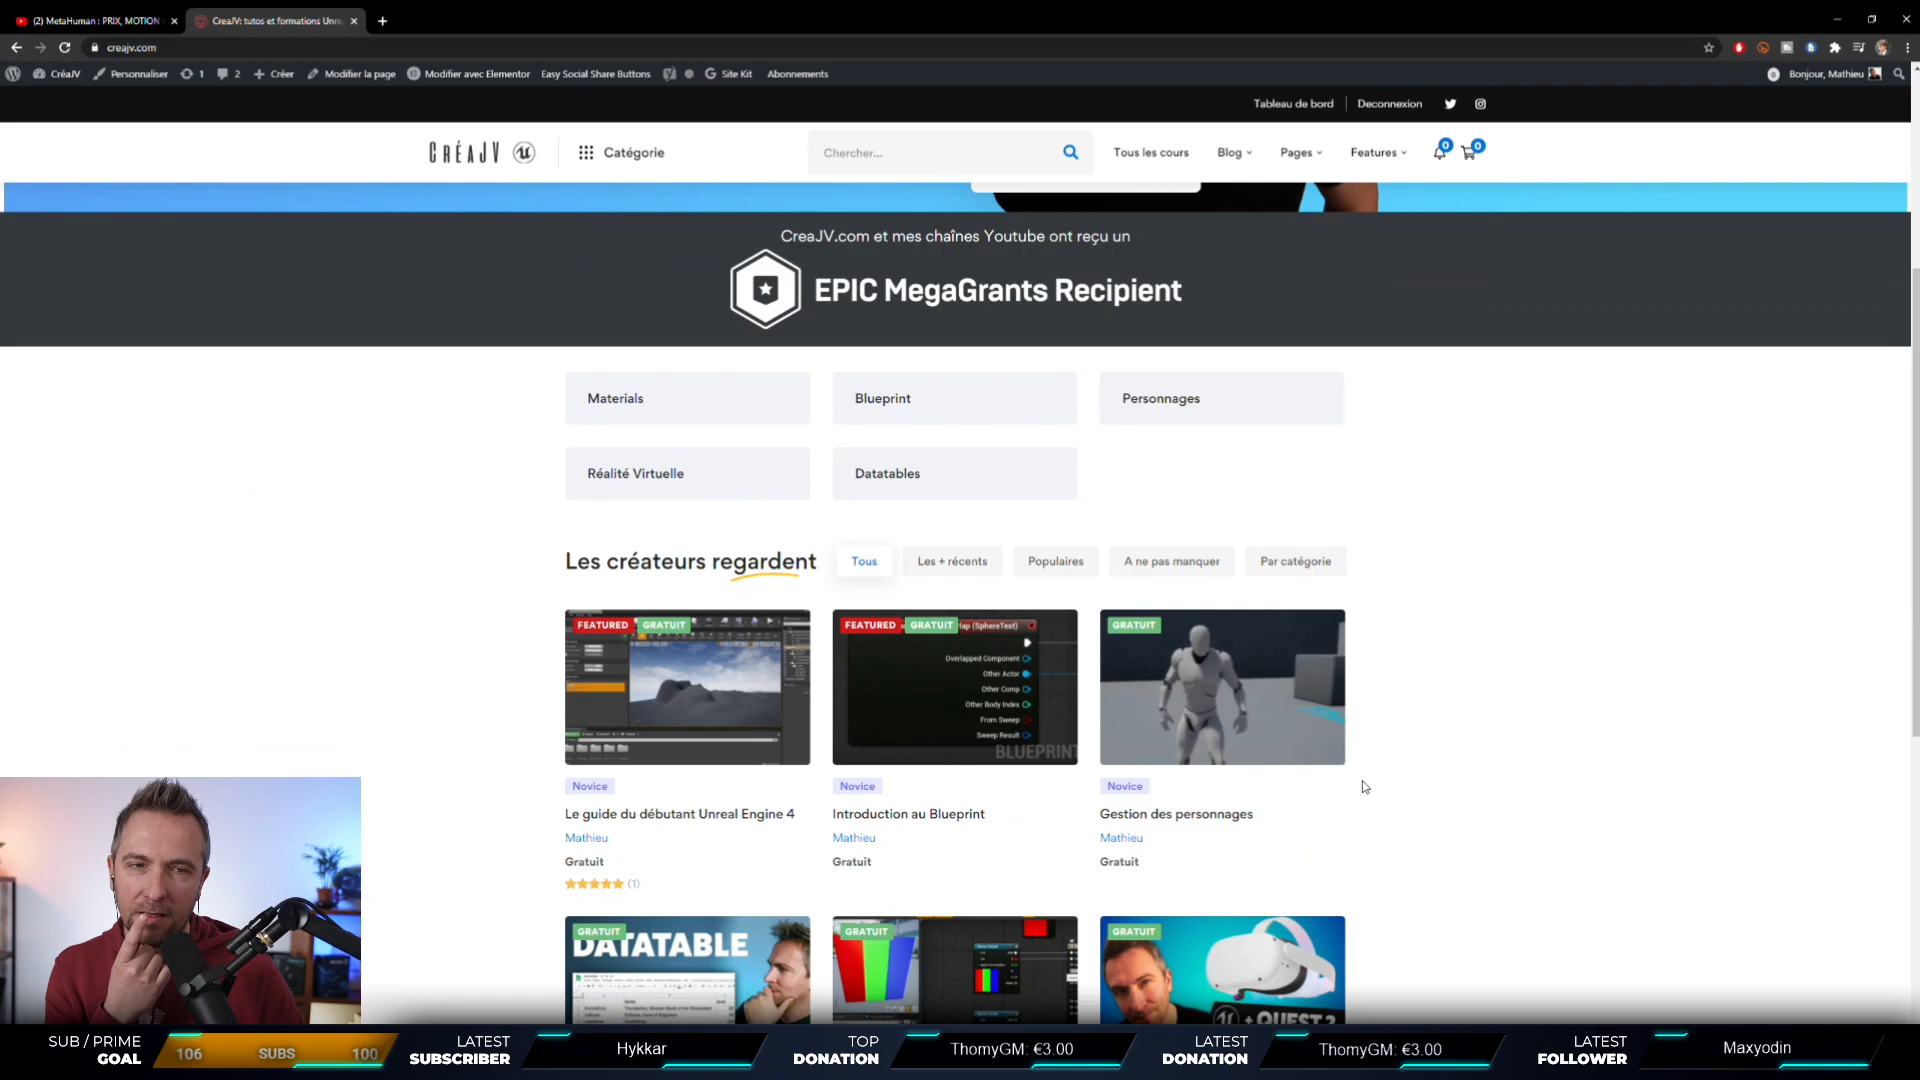 (2) MetaHuman : PRIX, MOTION
CreaJV: tutos et formations Unre
creajv.com
CréaJV Personnaliser 1 2 Créer Modifier la page Modifier avec Elementor Easy Social Share Buttons Site Kit Abonnements 0 Bonjour, Mathieu
Tableau de bord Deconnexion
CRÉAJV Catégorie Chercher... Tous les cours Blog Pages Features 0 0
CreaJV.com et mes chaînes Youtube ont reçu un
EPIC MegaGrants Recipient
Materials Blueprint Personnages
Réalité Virtuelle Datatables
Les créateurs regardent Tous Les + récents Populaires A ne pas manquer Par catégorie
FEATURED GRATUIT
FEATURED GRATUIT lap (SphereTest)
Overlapped Component
Other Actor
Other Comp
Other Body Index
From Sweep
Sweep Result
BLUEPRINT
GRATUIT
Novice
Le guide du débutant Unreal Engine 4
Mathieu
Gratuit
(1)
Novice
Introduction au Blueprint
Mathieu
Gratuit
Novice
Gestion des personnages
Mathieu
Gratuit
GRATUIT
DATATABLE
GRATUIT
GRATUIT
+ QUEST 2
SUB / PRIME
GOAL
106 SUBS 100
LATEST
SUBSCRIBER
Hykkar
TOP
DONATION
ThomyGM: €3.00
LATEST
DONATION
ThomyGM: €3.00
LATEST
FOLLOWER
Maxyodin